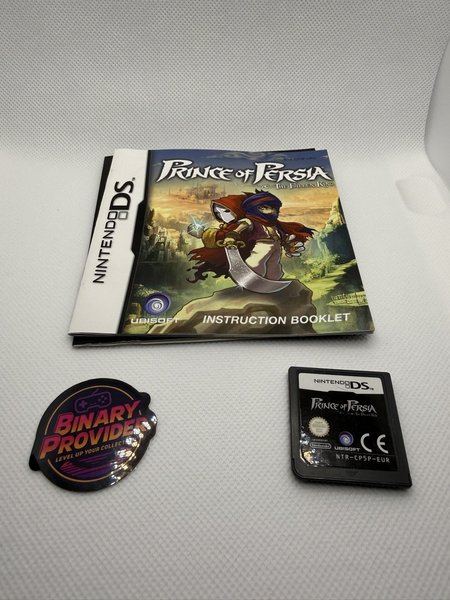 NINTENDO DS
PRINCE OF PERSIA
THE FALLEN KING
UBISOFT
INSTRUCTION BOOKLET
BINARY
PROVIDER
LEVEL UP YOUR COLLECTION
NINTENDO DS
PRINCE OF PERSIA
UBISOFT
CE
NTR-CP5P-EUR